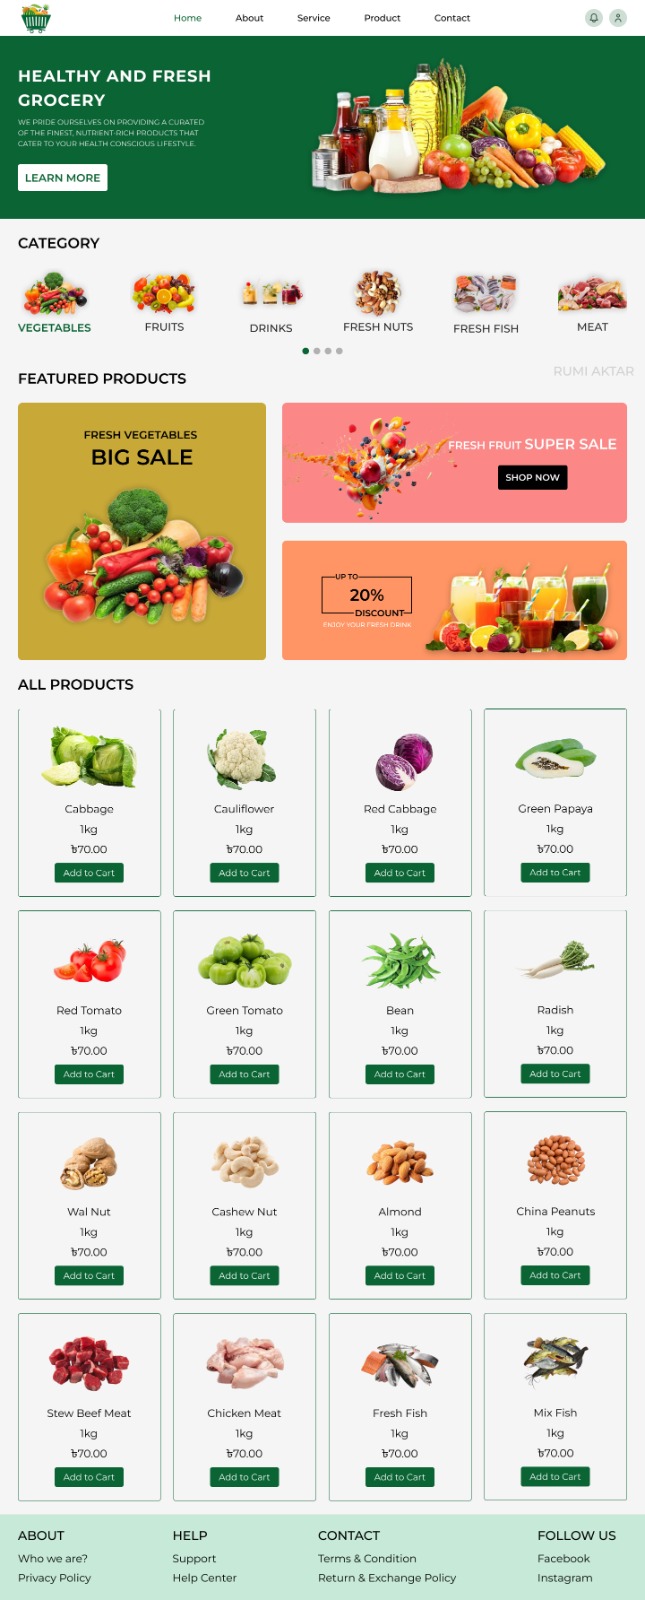 Home About Service Product Contact
HEALTHY AND FRESH
GROCERY
WE PRIDE OURSELVES ON PROVIDING A CURATED
OF THE FINEST, NUTRIENT-RICH PRODUCTS THAT
CATER TO YOUR HEALTH CONSCIOUS LIFESTYLE.
LEARN MORE
CATEGORY
VEGETABLES FRUITS DRINKS FRESH NUTS FRESH FISH MEAT
RUMI AKTAR
FEATURED PRODUCTS
FRESH VEGETABLES
BIG SALE
FRESH FRUIT SUPER SALE
SHOP NOW
UP TO
20%
DISCOUNT
ENJOY YOUR FRESH DRINK
ALL PRODUCTS
Cabbage Cauliflower Red Cabbage Green Papaya
1kg 1kg 1kg 1kg
৳70.00 ৳70.00 ৳70.00 ৳70.00
Add to Cart Add to Cart Add to Cart Add to Cart
Red Tomato Green Tomato Bean Radish
1kg 1kg 1kg 1kg
৳70.00 ৳70.00 ৳70.00 ৳70.00
Add to Cart Add to Cart Add to Cart Add to Cart
Wal Nut Cashew Nut Almond China Peanuts
1kg 1kg 1kg 1kg
৳70.00 ৳70.00 ৳70.00 ৳70.00
Add to Cart Add to Cart Add to Cart Add to Cart
Stew Beef Meat Chicken Meat Fresh Fish Mix Fish
1kg 1kg 1kg 1kg
৳70.00 ৳70.00 ৳70.00 ৳70.00
Add to Cart Add to Cart Add to Cart Add to Cart
ABOUT HELP CONTACT FOLLOW US
Who we are? Support Terms & Condition Facebook
Privacy Policy Help Center Return & Exchange Policy Instagram